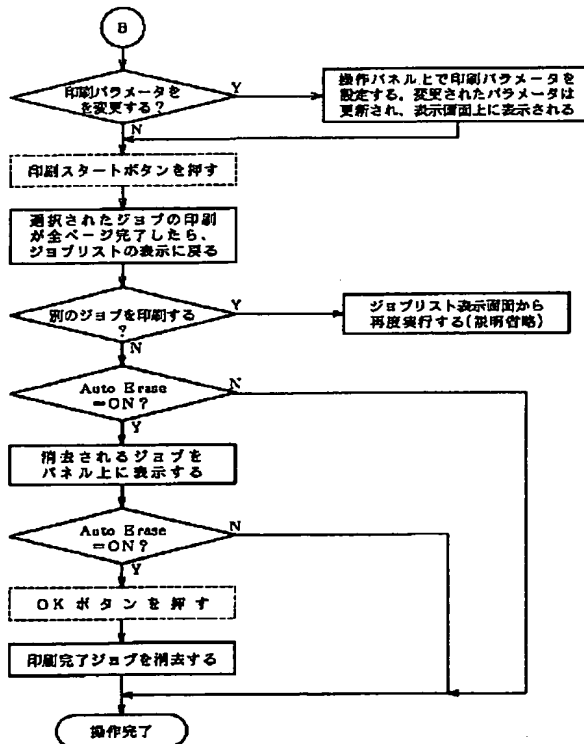 B
印刷パラメータを
を変更する?
Y
操作パネル上で印刷パラメータを
設定する。変更されたパラメータは
更新され、表示画面上に表示される
N
印刷スタートボタンを押す
選択されたジョブの印刷
が全ページ完了したら、
ジョブリストの表示に戻る
別のジョブを印刷する
?
Y
ジョブリスト表示画面から
再度実行する(説明省略)
N
Auto Erase
=ON?
N
Y
消去されるジョブを
パネル上に表示する
Auto Erase
=ON?
N
Y
OKボタンを押す
印刷完了ジョブを消去する
操作完了